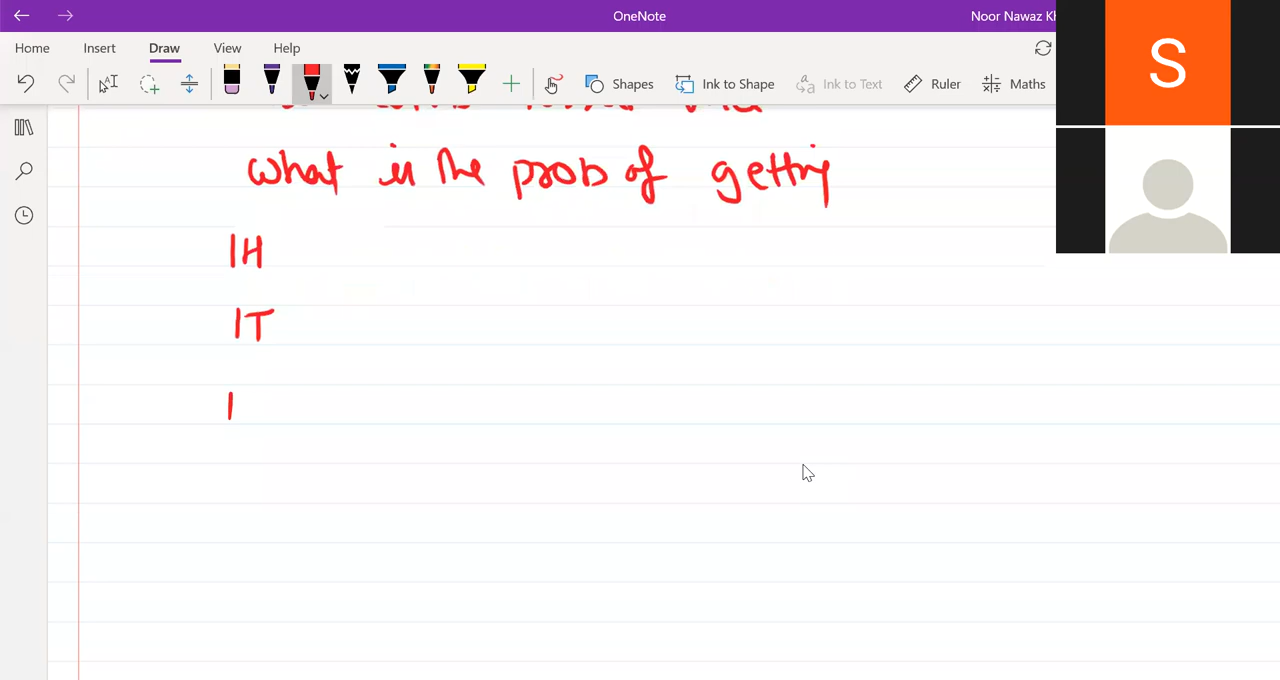 OneNote
Noor Nawaz Kh
Home Insert Draw View Help
Shapes Ink to Shape Ink to Text Ruler Maths
S
what is the prob of getting
1H
1T
1